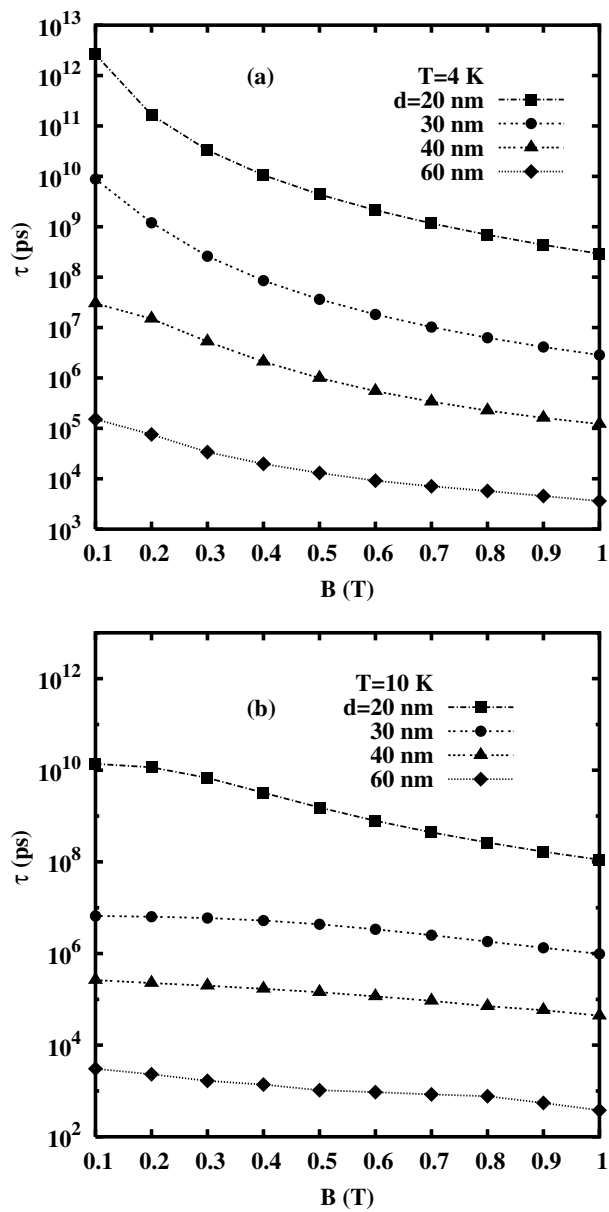 10^13
10^12
10^11
10^10
10^9
10^8
10^7
10^6
10^5
10^4
10^3
τ (ps)
(a)
T=4 K
d=20 nm
30 nm
40 nm
60 nm
0.1 0.2 0.3 0.4 0.5 0.6 0.7 0.8 0.9 1
B (T)
10^12
10^10
10^8
10^6
10^4
10^2
τ (ps)
(b)
T=10 K
d=20 nm
30 nm
40 nm
60 nm
0.1 0.2 0.3 0.4 0.5 0.6 0.7 0.8 0.9 1
B (T)